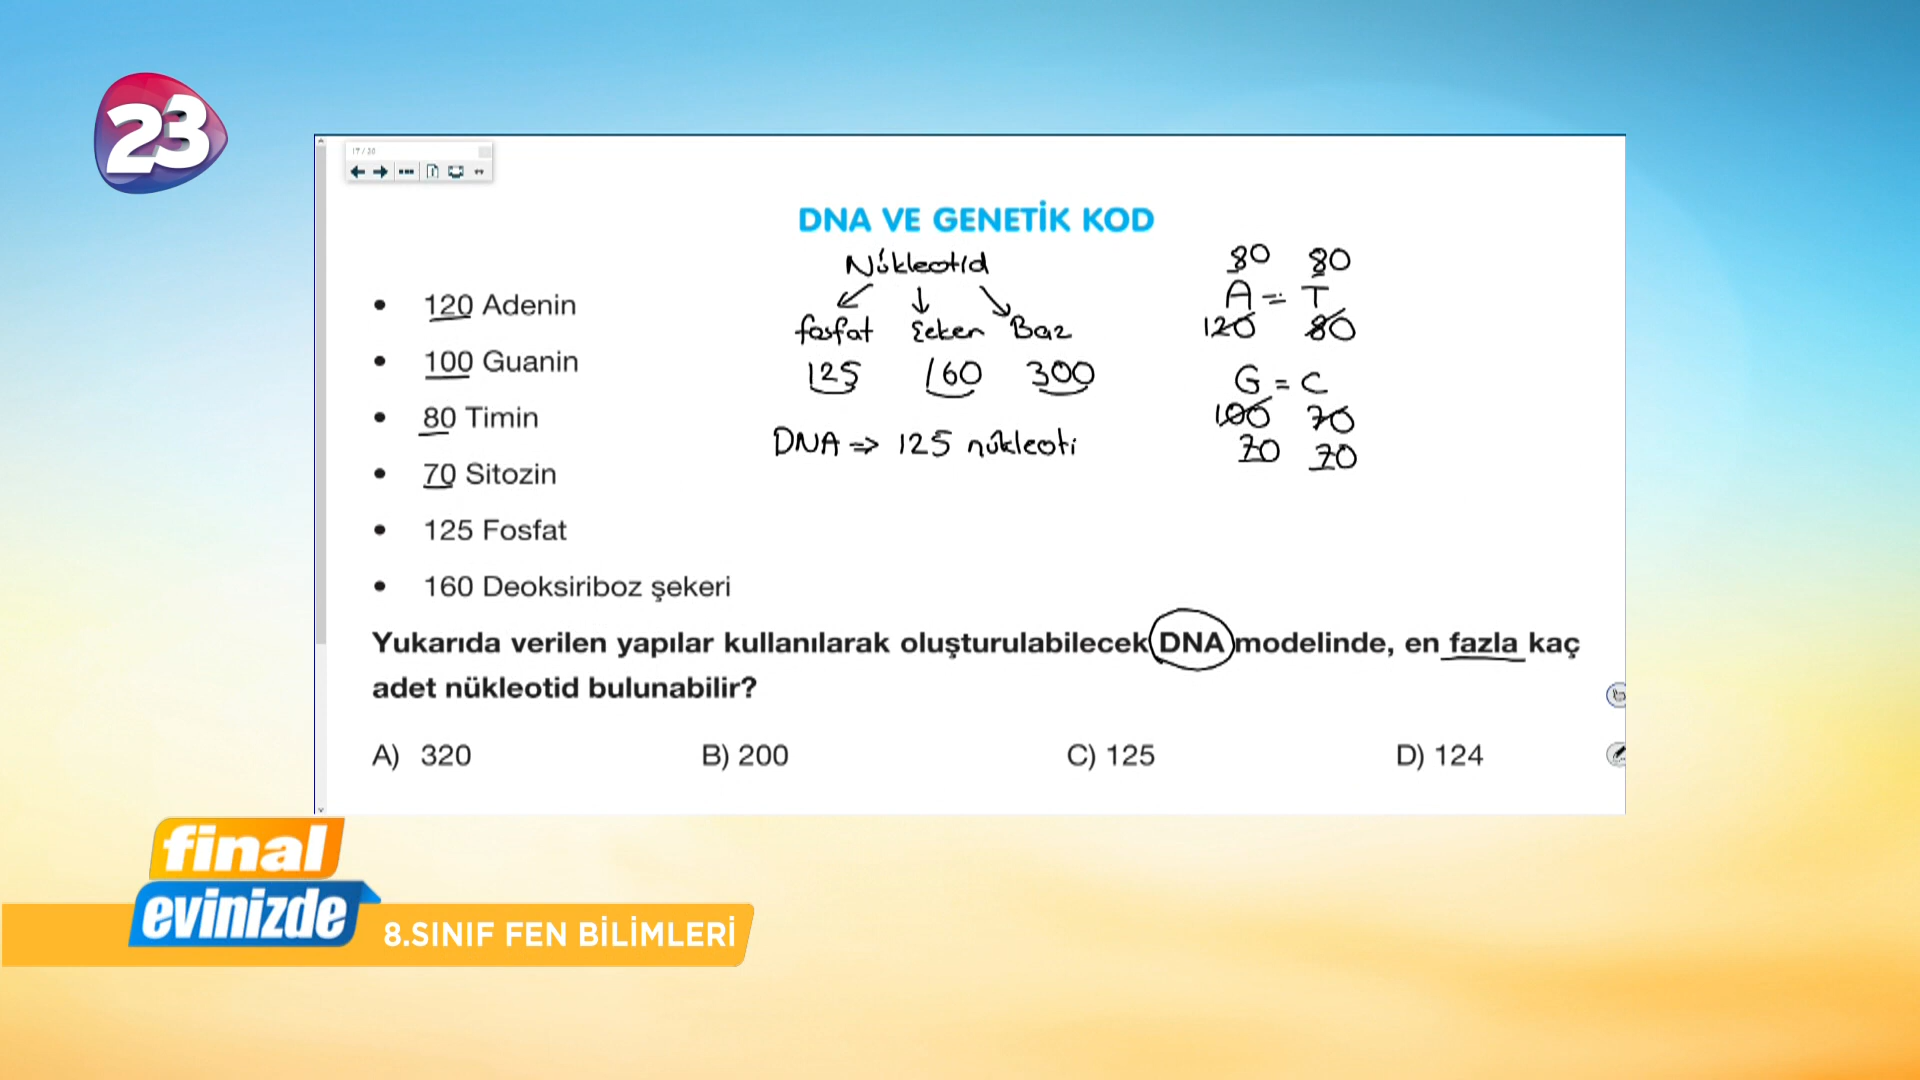 23
17 / 30
DNA VE GENETİK KOD
• 120 Adenin
• 100 Guanin
• 80 Timin
• 70 Sitozin
• 125 Fosfat
• 160 Deoksiriboz şekeri
Nükleotid
fosfat şeker Baz
125 160 300
DNA ⇒ 125 nükleoti
80 80
A = T
120 80
G = C
100 70
70 70
Yukarıda verilen yapılar kullanılarak oluşturulabilecek DNA modelinde, en fazla kaç
adet nükleotid bulunabilir?
A) 320 B) 200 C) 125 D) 124
final
evinizde
8.SINIF FEN BİLİMLERİ